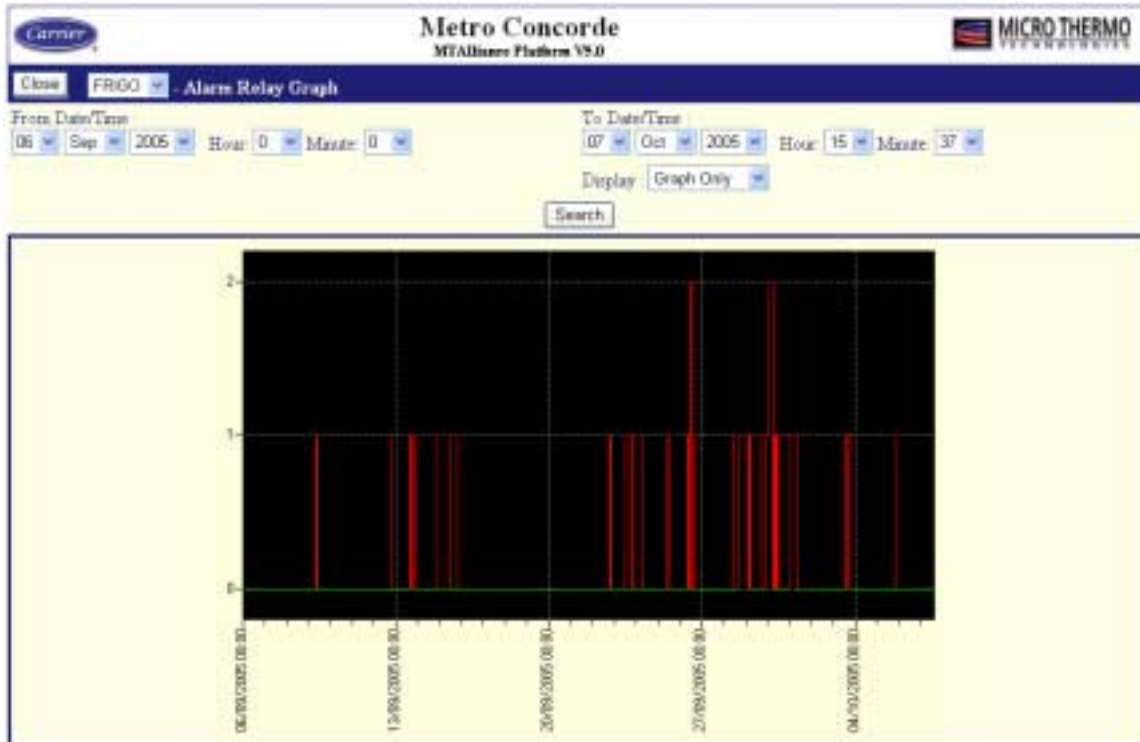 Carrier
Metro Concorde
MTAlliance Platform V5.0
MICRO THERMO
TECHNOLOGIES
Close FRIGO - Alarm Relay Graph
From Date/Time
06 Sep 2005 Hour: 0 Minute: 0
To Date/Time :
07 Oct 2005 Hour: 15 Minute: 37
Display : Graph Only
Search
2
1
0
06/09/2005 00:00
13/09/2005 00:00
20/09/2005 00:00
27/09/2005 00:00
04/10/2005 00:00